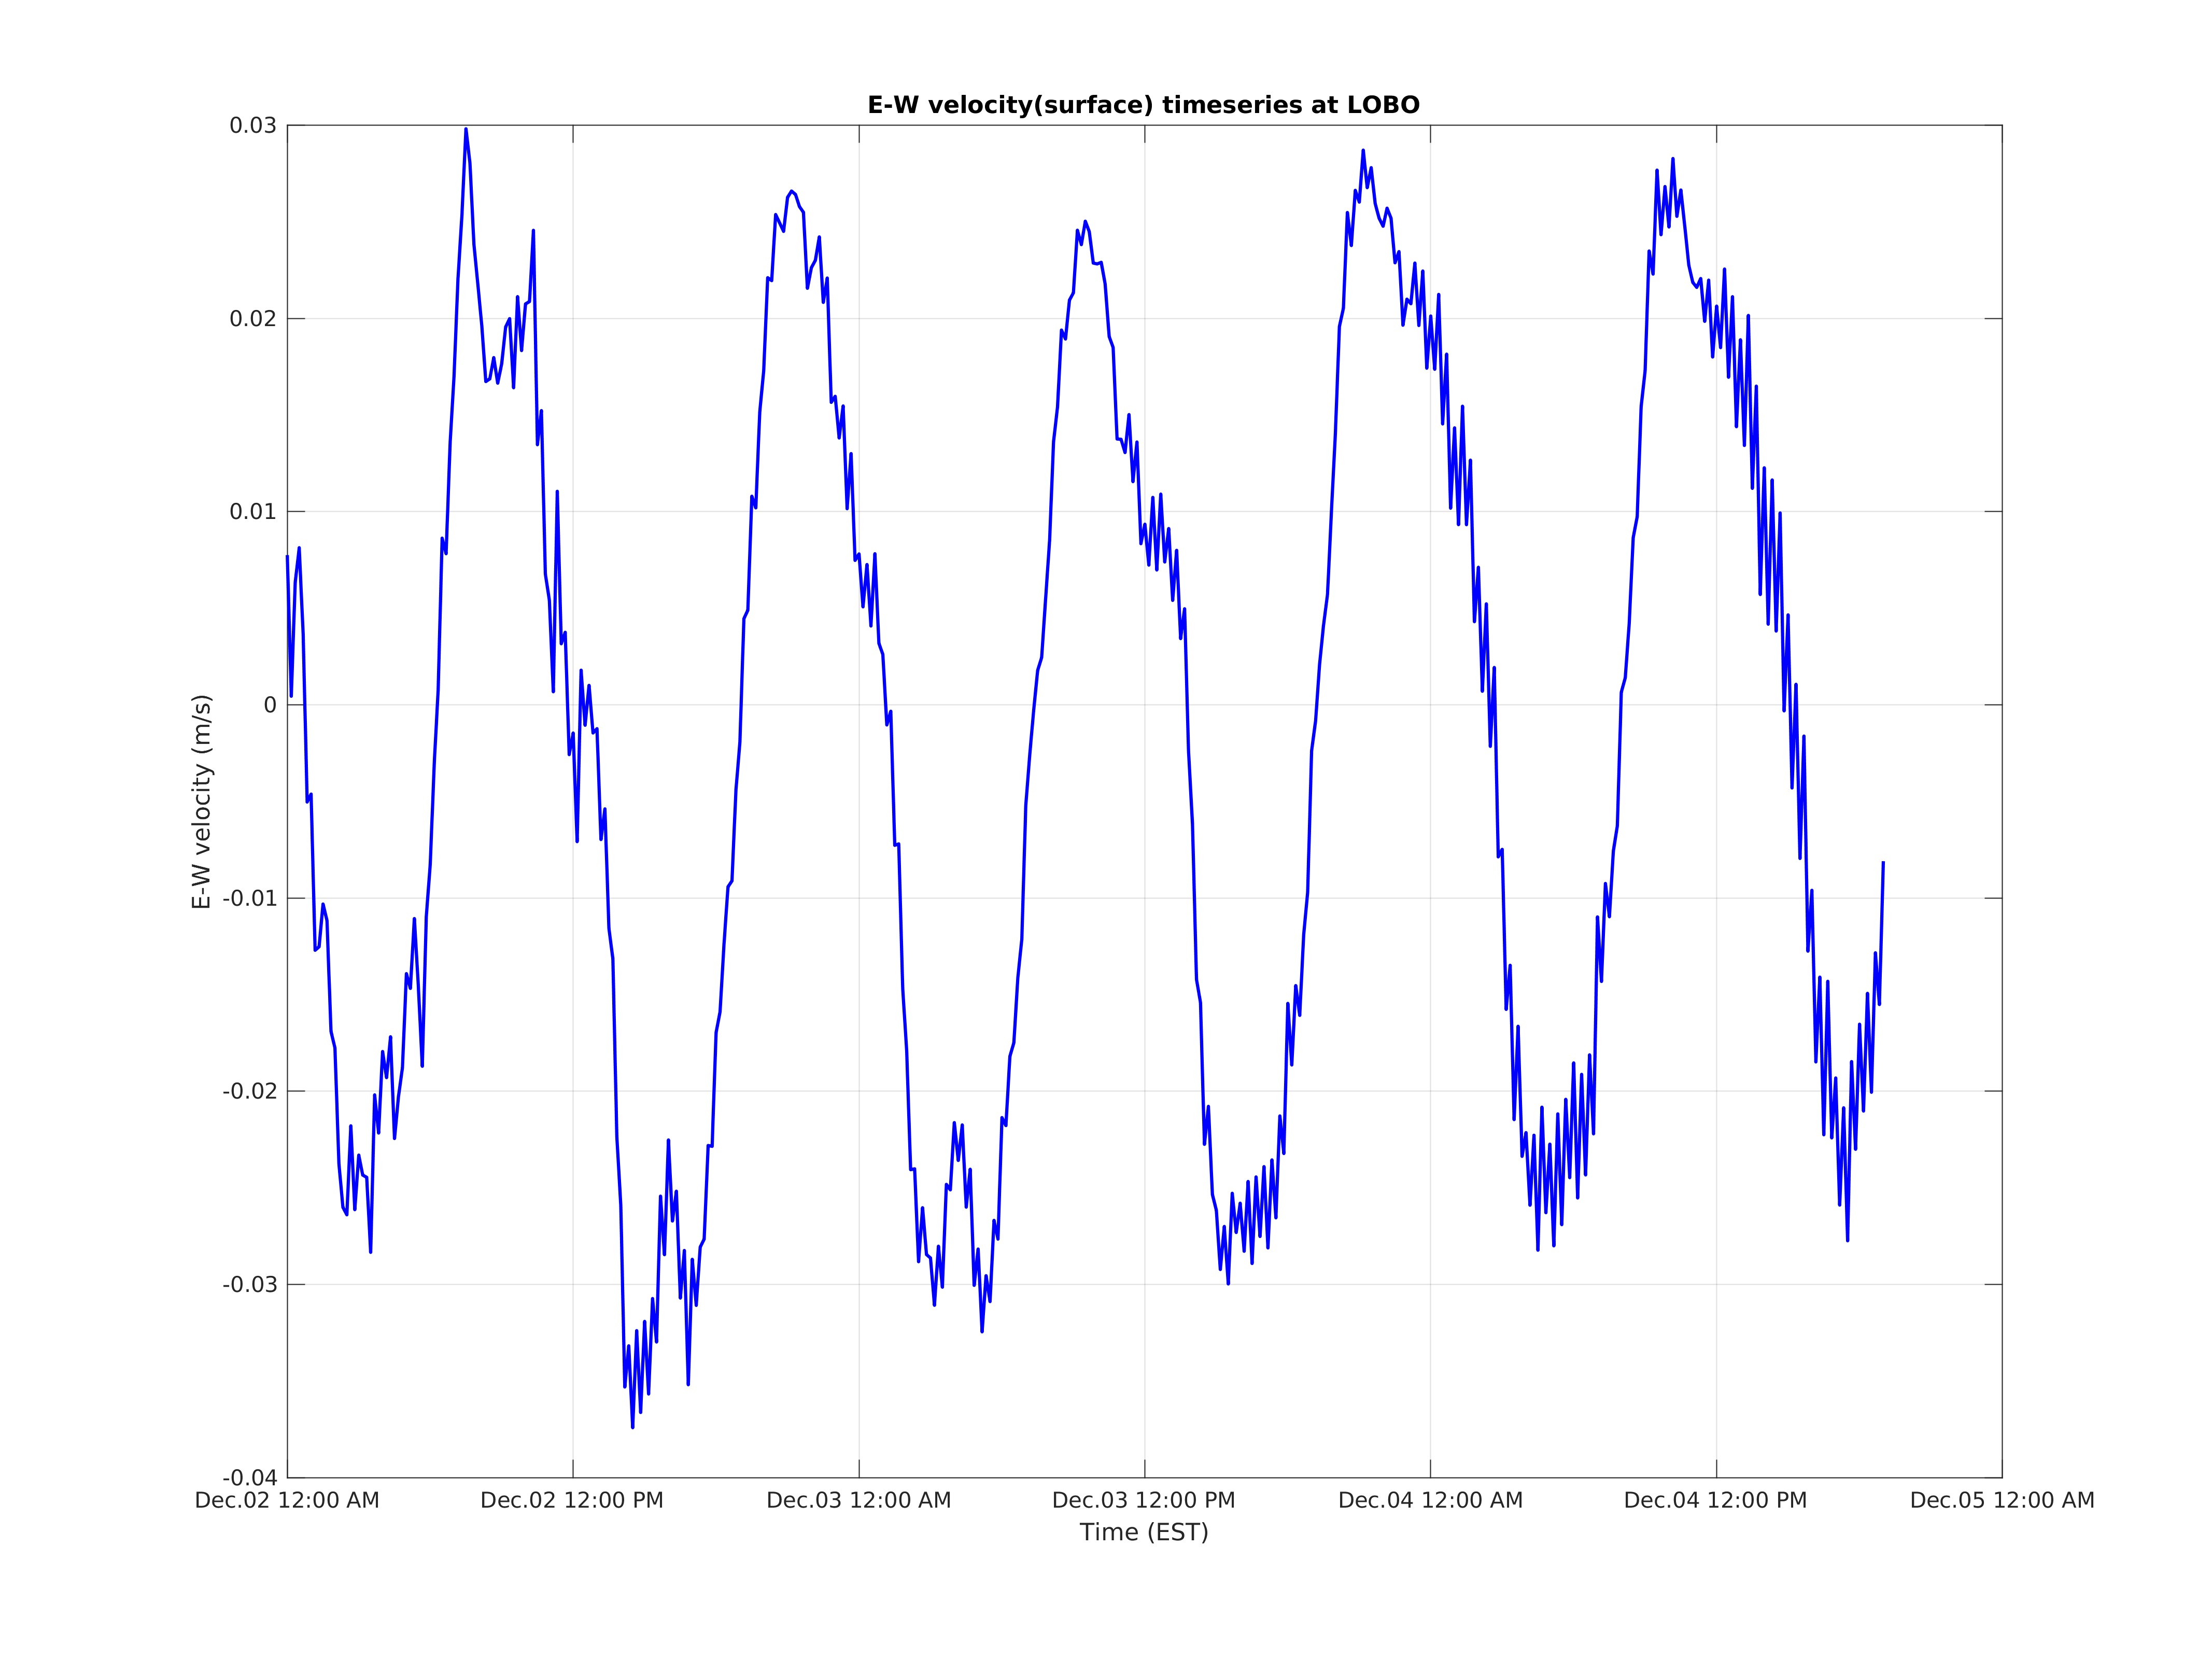 E-W velocity(surface) timeseries at LOBO
0.03
0.02
0.01
0
-0.01
-0.02
-0.03
-0.04
E-W velocity (m/s)
Dec.02 12:00 AM
Dec.02 12:00 PM
Dec.03 12:00 AM
Dec.03 12:00 PM
Dec.04 12:00 AM
Dec.04 12:00 PM
Dec.05 12:00 AM
Time (EST)